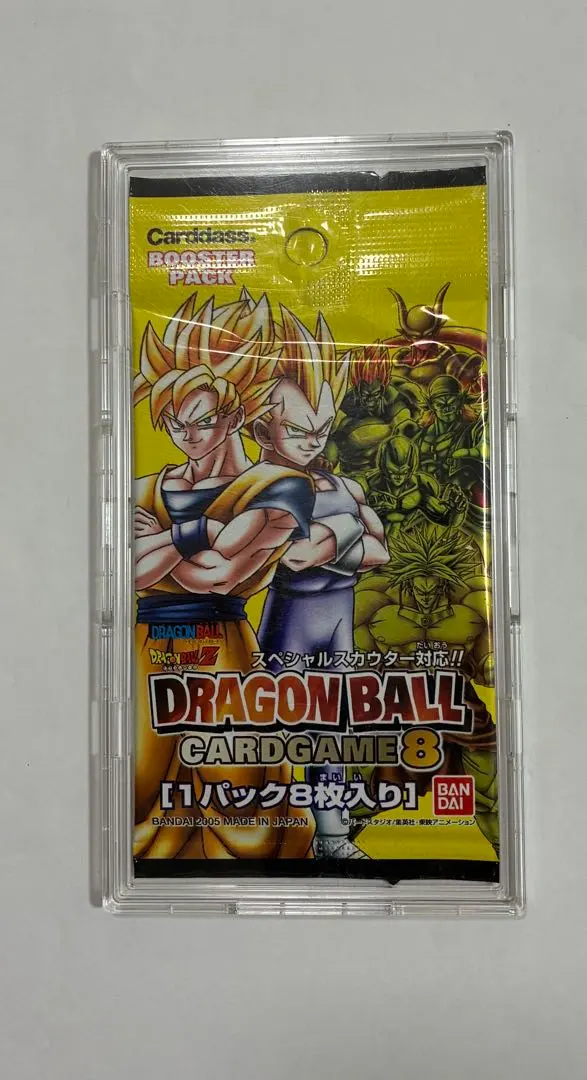 Carddass.
BOOSTER
PACK
DRAGON BALL
DRAGON BALL Z
たいおう
スペシャルスカウター対応!!
DRAGON BALL
CARDGAME 8
まいい
[1パック8枚入り]
BAN
DAI
BANDAI 2005 MADE IN JAPAN
©バードスタジオ/集英社・東映アニメーション